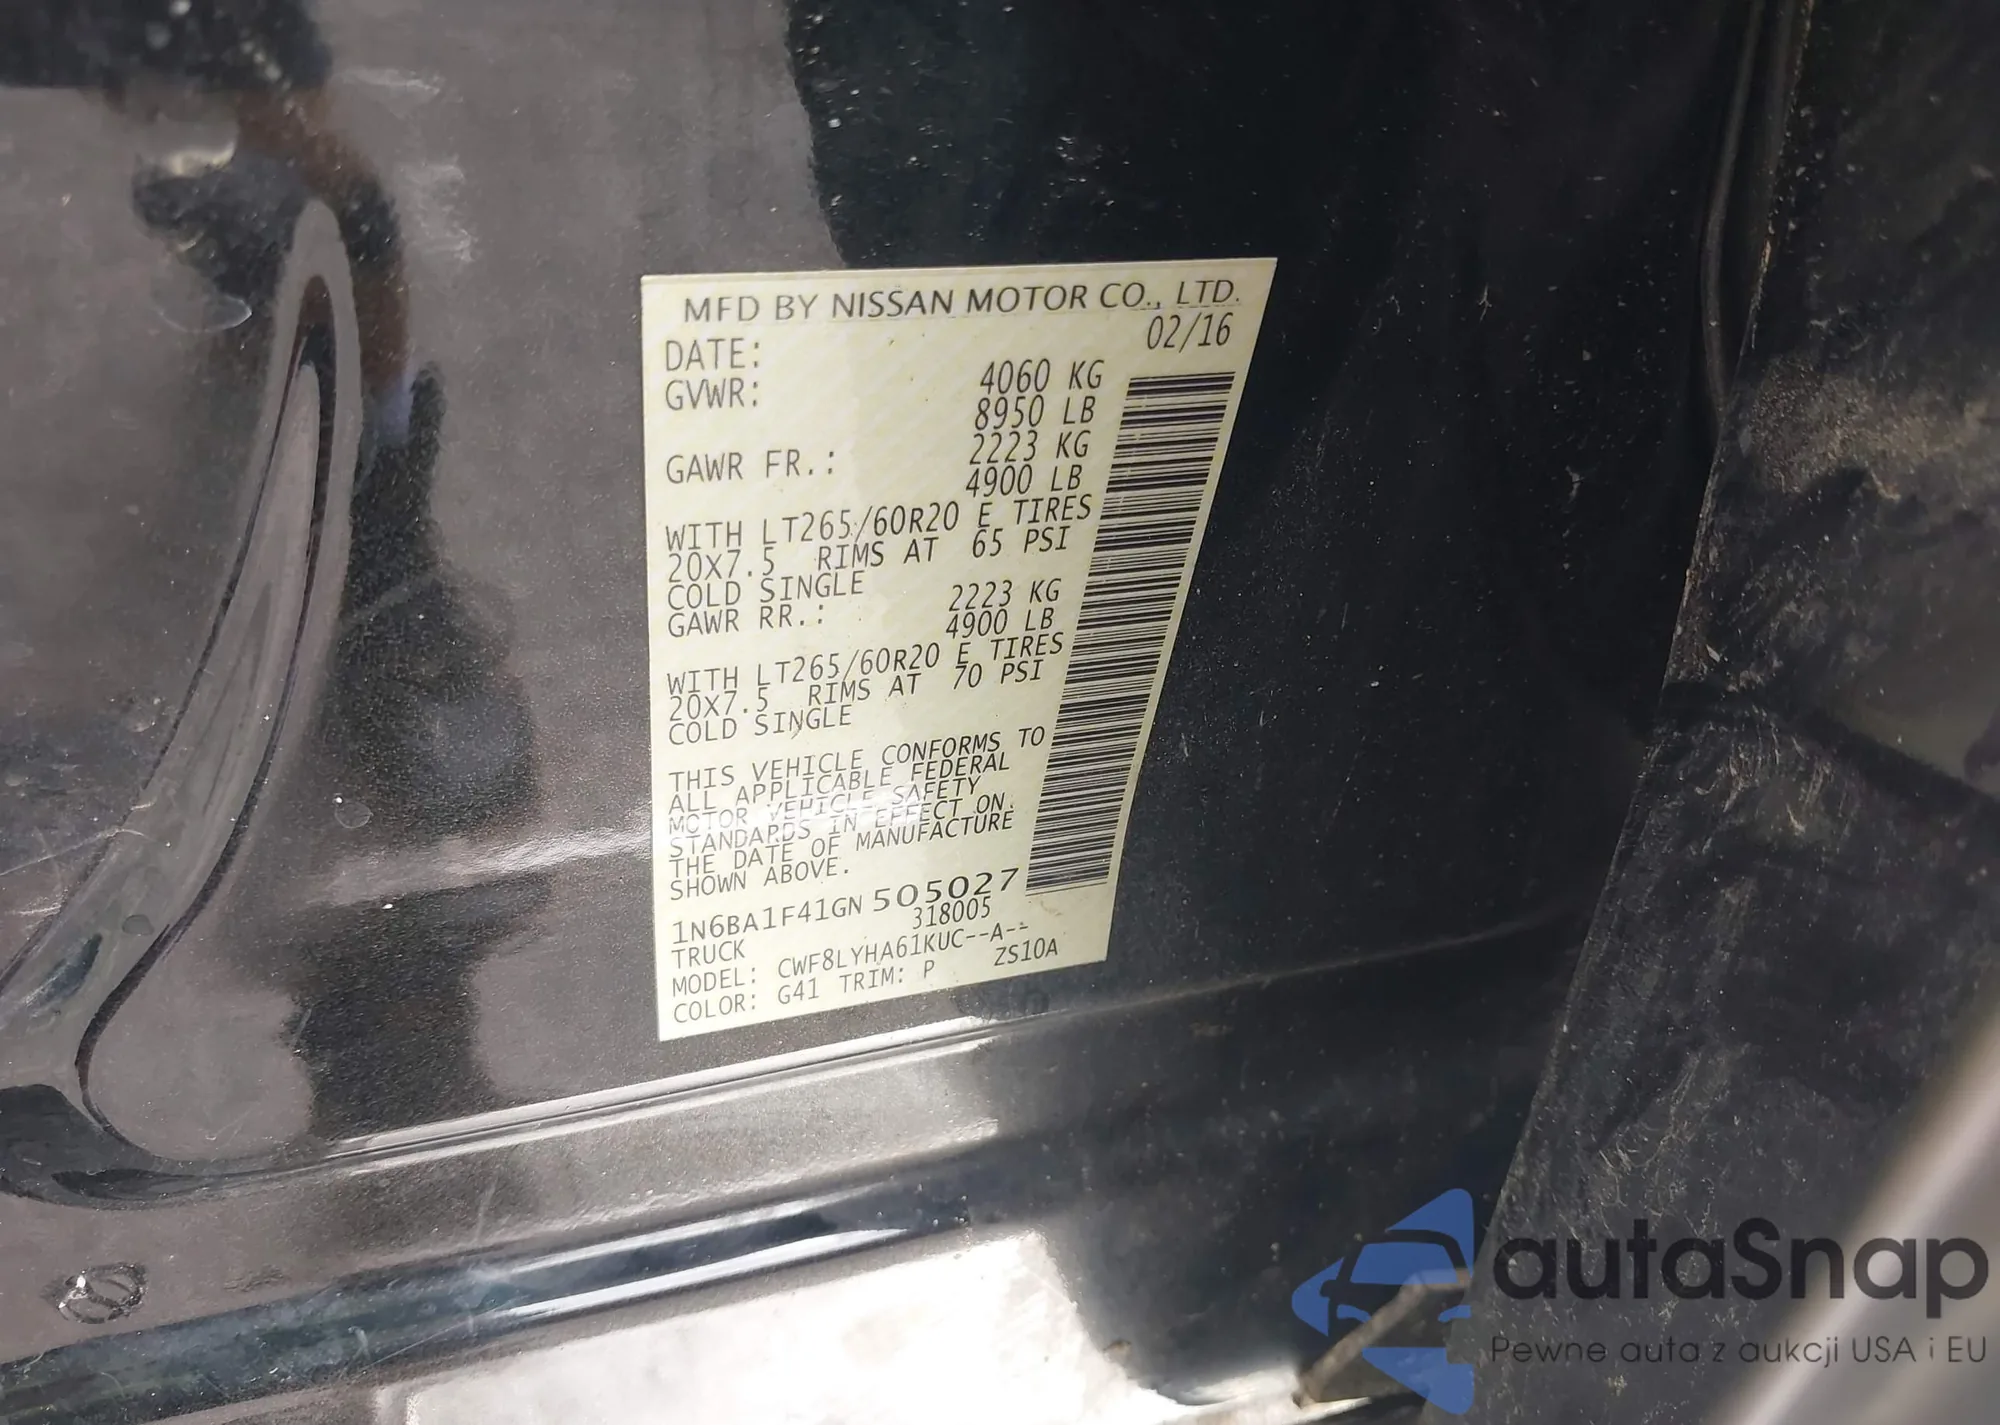 MFD BY NISSAN MOTOR CO., LTD.
DATE: 02/16
GVWR: 4060 KG
8950 LB
GAWR FR.: 2223 KG
4900 LB
WITH LT265/60R20 E TIRES
20X7.5 RIMS AT 65 PSI
COLD SINGLE
GAWR RR.: 2223 KG
4900 LB
WITH LT265/60R20 E TIRES
20X7.5 RIMS AT 70 PSI
COLD SINGLE
THIS VEHICLE CONFORMS TO
ALL APPLICABLE FEDERAL
MOTOR VEHICLE SAFETY
STANDARDS IN EFFECT ON
THE DATE OF MANUFACTURE
SHOWN ABOVE.
1N6BA1F41GN505027
TRUCK 318005
MODEL: CWF8LYHA61KUC--A--
COLOR: G41 TRIM: P ZS10A
autaSnap
Pewne auta z aukcji USA i EU